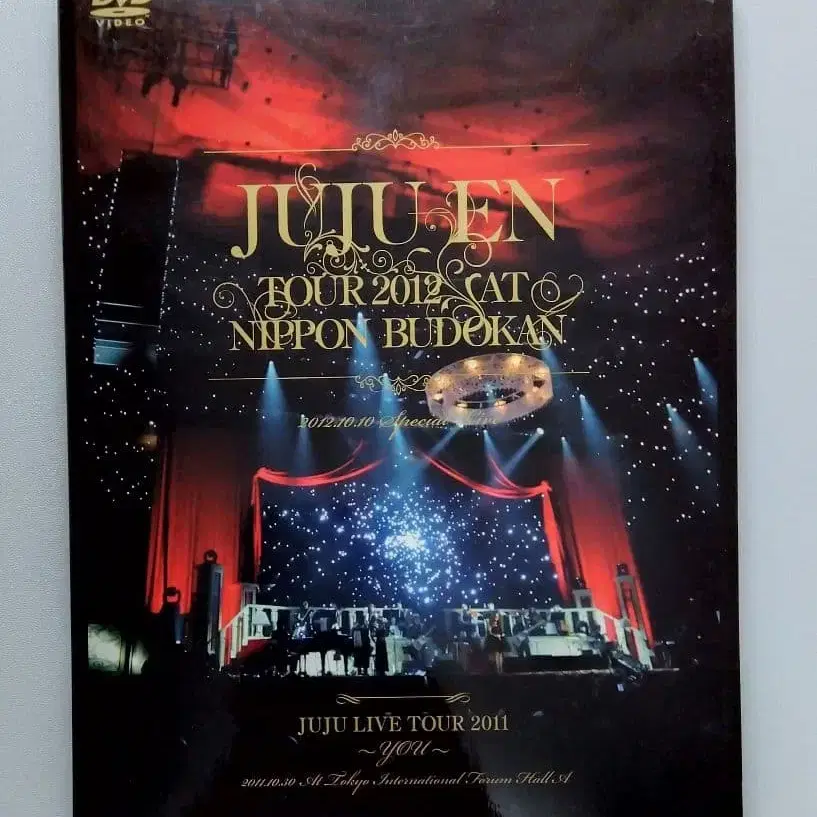 DVD
VIDEO
JUJU EN
TOUR 2012 AT
NIPPON BUDOKAN
2012.10.10 Special
JUJU LIVE TOUR 2011
~YOU~
2011.10.30 At Tokyo International Forum Hall A